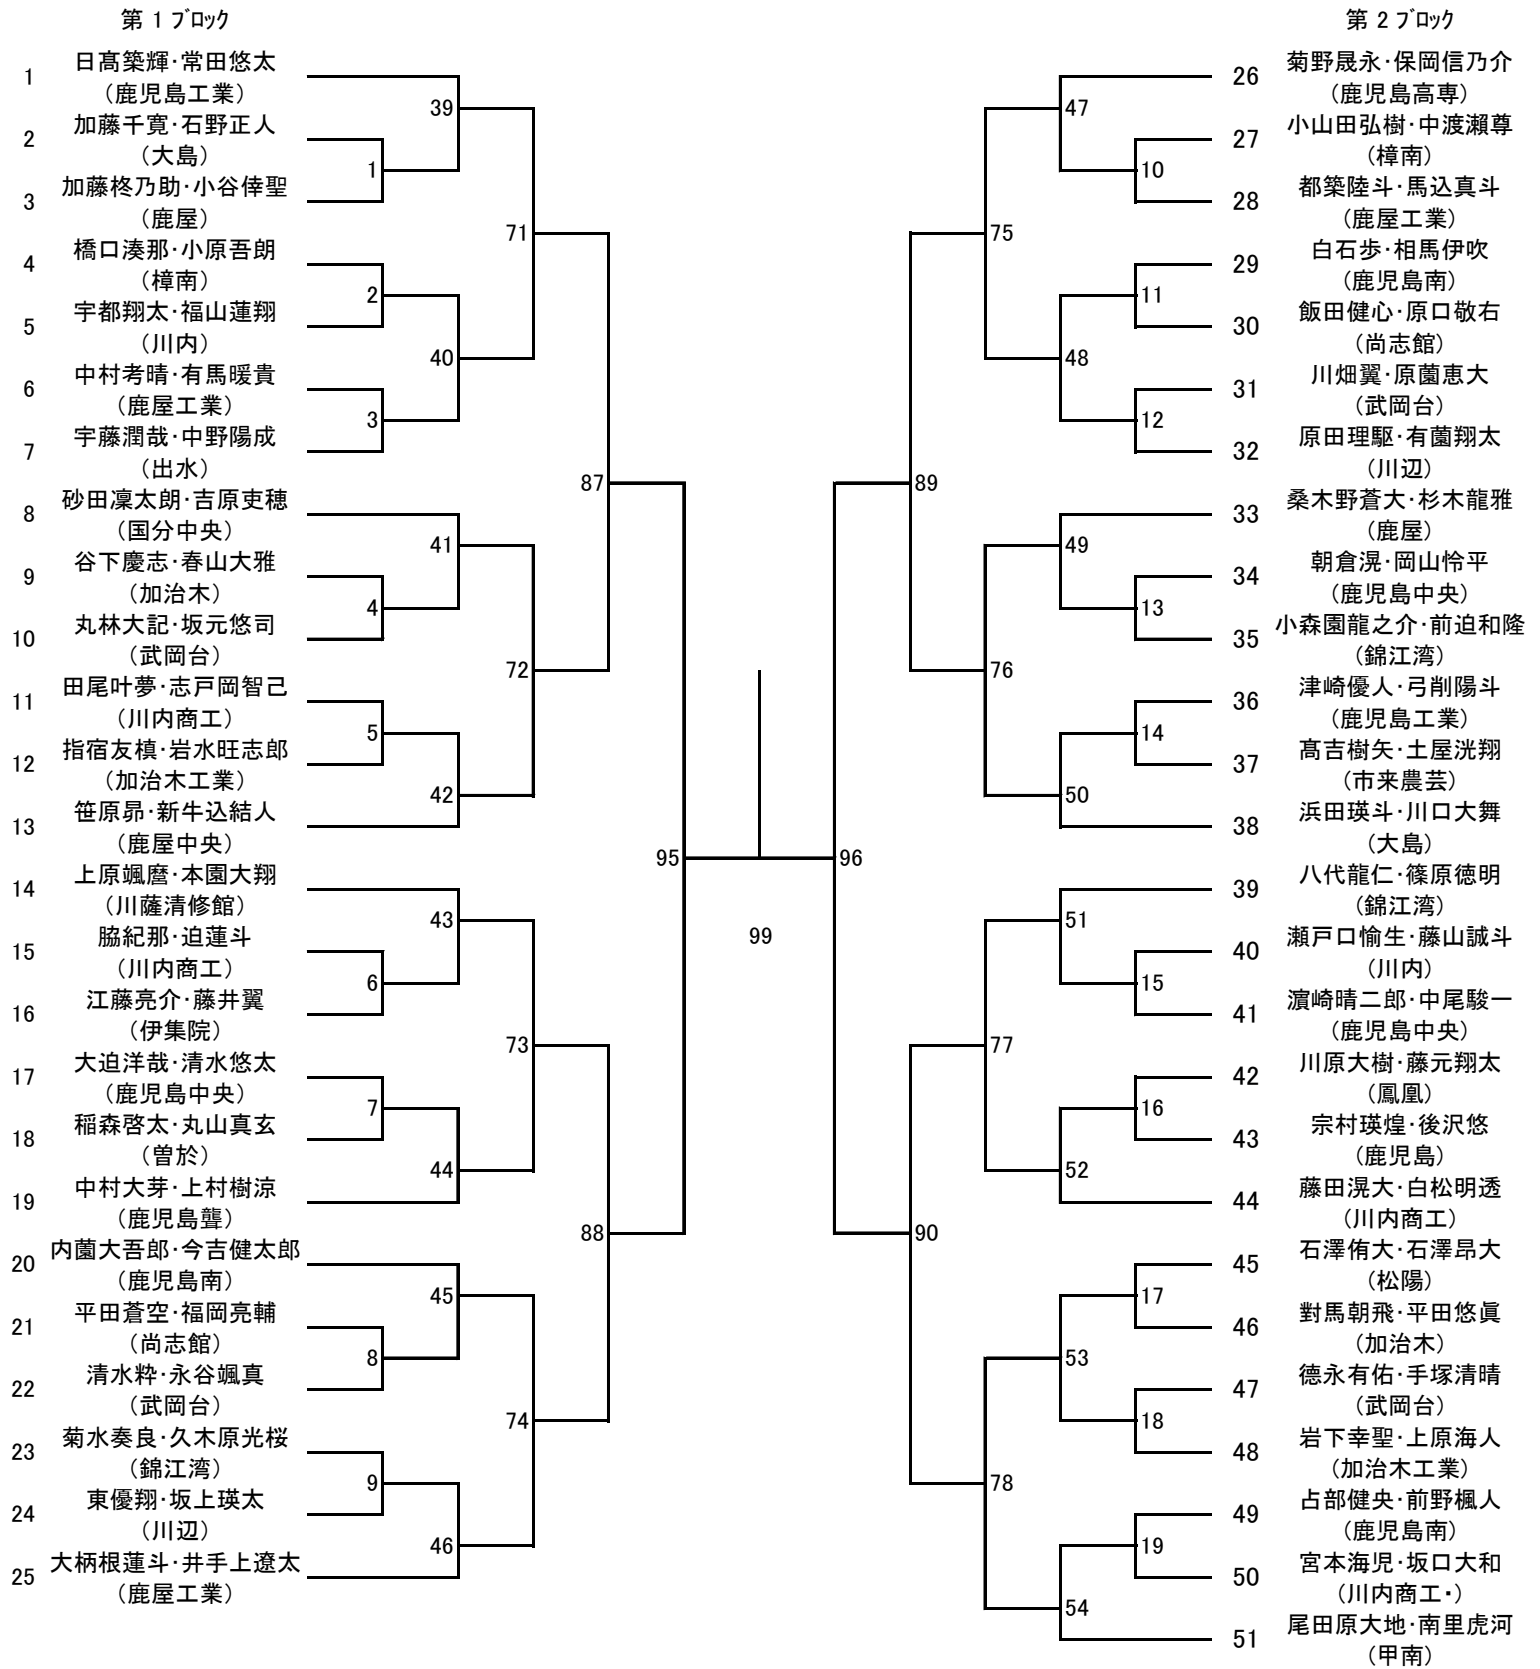 第 1 ブロック
1 日髙築輝・常田悠太
（鹿児島工業）
2 加藤千寛・石野正人
（大島）
3 加藤柊乃助・小谷倖聖
（鹿屋）
4 橋口湊那・小原吾朗
（樟南）
5 宇都翔太・福山蓮翔
（川内）
6 中村考晴・有馬暖貴
（鹿屋工業）
7 宇藤潤哉・中野陽成
（出水）
8 砂田凜太朗・吉原吏穂
（国分中央）
9 谷下慶志・春山大雅
（加治木）
10 丸林大記・坂元悠司
（武岡台）
11 田尾叶夢・志戸岡智己
（川内商工）
12 指宿友槙・岩水旺志郎
（加治木工業）
13 笹原昴・新牛込結人
（鹿屋中央）
14 上原颯麿・本園大翔
（川薩清修館）
15 脇紀那・迫蓮斗
（川内商工）
16 江藤亮介・藤井翼
（伊集院）
17 大迫洋哉・清水悠太
（鹿児島中央）
18 稲森啓太・丸山真玄
（曽於）
19 中村大芽・上村樹涼
（鹿児島聾）
20 内薗大吾郎・今吉健太郎
（鹿児島南）
21 平田蒼空・福岡亮輔
（尚志館）
22 清水粋・永谷颯真
（武岡台）
23 菊水奏良・久木原光桜
（錦江湾）
24 東優翔・坂上瑛太
（川辺）
25 大柄根蓮斗・井手上遼太
（鹿屋工業）
39
1
71
2
40
3
87
41
4
72
5
42
95
43
6
73
7
44
88
45
8
74
9
46
99
96
47
10
75
11
48
12
89
49
13
76
14
50
51
15
77
16
52
90
17
53
18
78
19
54
第 2 ブロック
26 菊野晟永・保岡信乃介
（鹿児島高専）
27 小山田弘樹・中渡瀬尊
（樟南）
28 都築陸斗・馬込真斗
（鹿屋工業）
29 白石歩・相馬伊吹
（鹿児島南）
30 飯田健心・原口敬右
（尚志館）
31 川畑翼・原薗恵大
（武岡台）
32 原田理駆・有薗翔太
（川辺）
33 桑木野蒼大・杉木龍雅
（鹿屋）
34 朝倉滉・岡山怜平
（鹿児島中央）
35 小森園龍之介・前迫和隆
（錦江湾）
36 津崎優人・弓削陽斗
（鹿児島工業）
37 髙吉樹矢・土屋洸翔
（市来農芸）
38 浜田瑛斗・川口大舞
（大島）
39 八代龍仁・篠原徳明
（錦江湾）
40 瀬戸口愉生・藤山誠斗
（川内）
41 濵崎晴二郎・中尾駿一
（鹿児島中央）
42 川原大樹・藤元翔太
（鳳凰）
43 宗村瑛煌・後沢悠
（鹿児島）
44 藤田滉大・白松明透
（川内商工）
45 石澤侑大・石澤昂大
（松陽）
46 對馬朝飛・平田悠眞
（加治木）
47 德永有佑・手塚清晴
（武岡台）
48 岩下幸聖・上原海人
（加治木工業）
49 占部健央・前野楓人
（鹿児島南）
50 宮本海児・坂口大和
（川内商工・）
51 尾田原大地・南里虎河
（甲南）